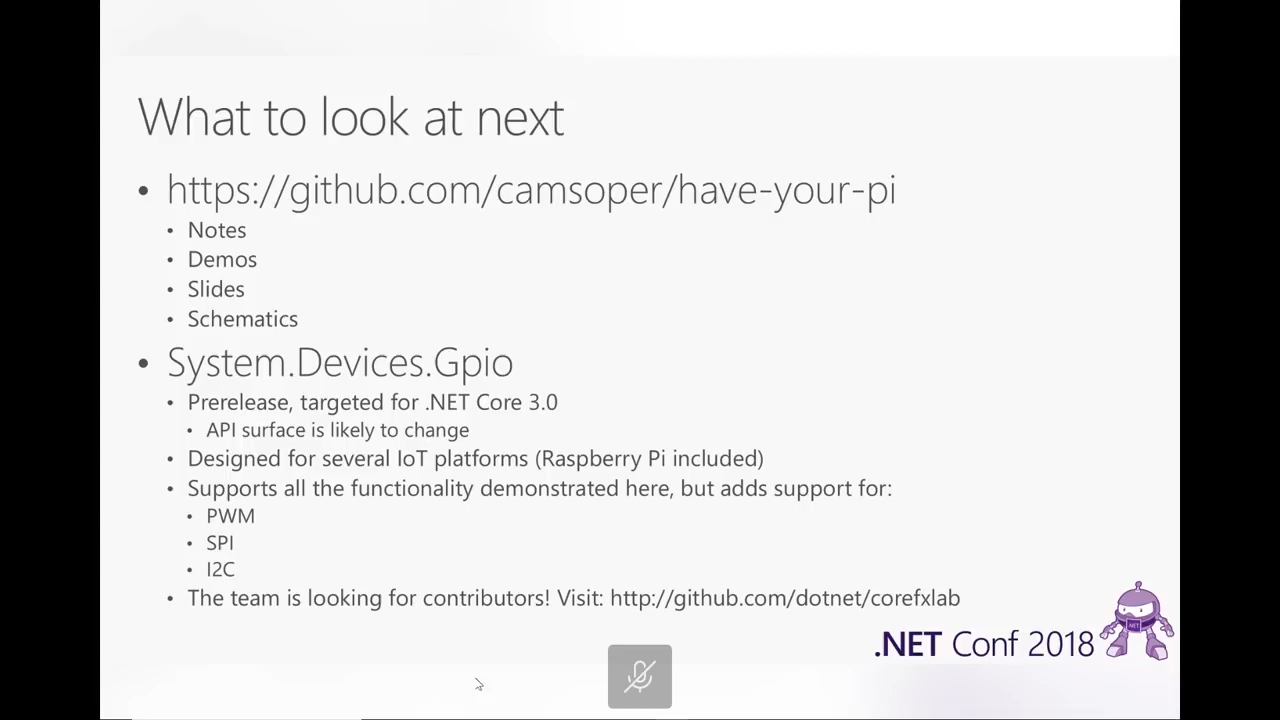 What to look at next
• https://github.com/camsoper/have-your-pi
• Notes
• Demos
• Slides
• Schematics
• System.Devices.Gpio
• Prerelease, targeted for .NET Core 3.0
• API surface is likely to change
• Designed for several IoT platforms (Raspberry Pi included)
• Supports all the functionality demonstrated here, but adds support for:
• PWM
• SPI
• I2C
• The team is looking for contributors! Visit: http://github.com/dotnet/corefxlab
.NET
.NET Conf 2018